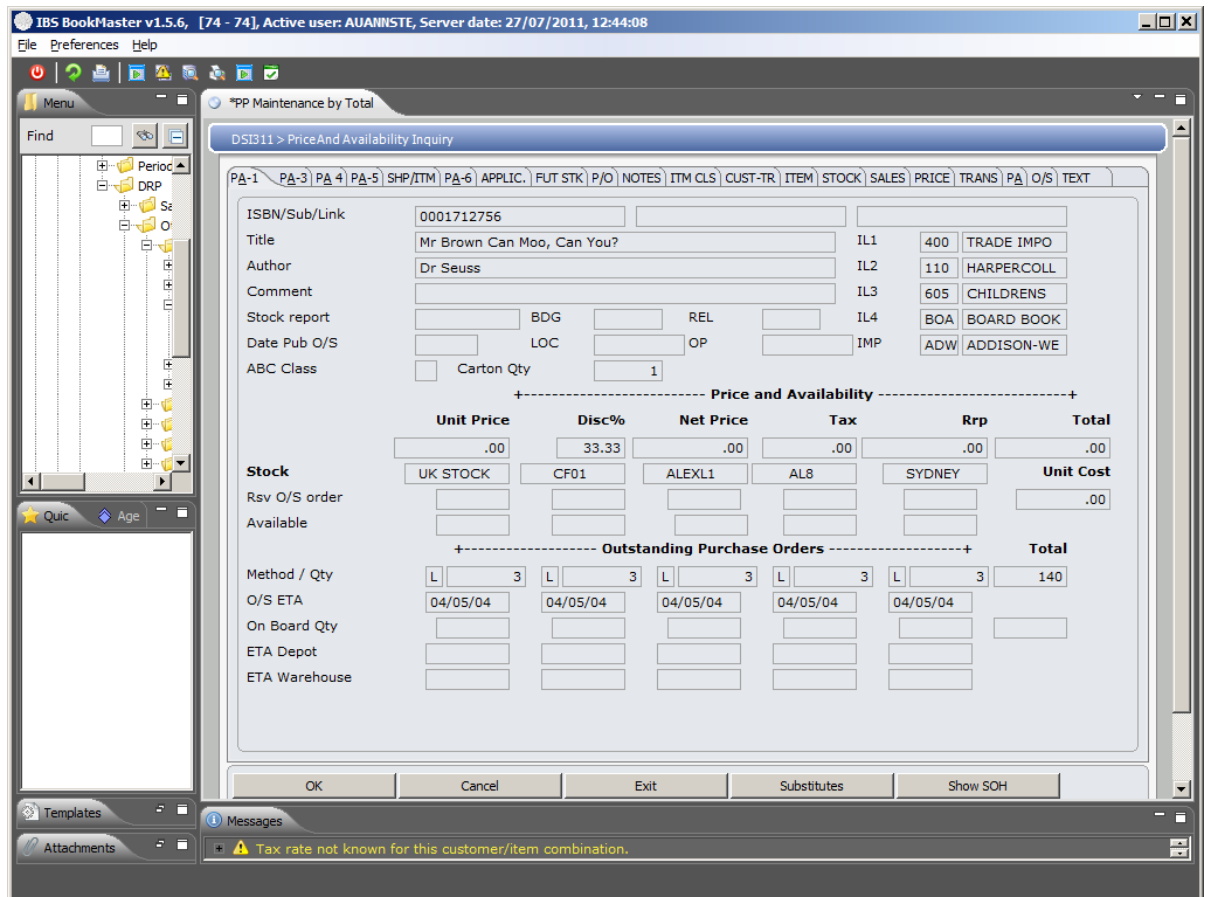 IBS BookMaster v1.5.6, [74 - 74], Active user: AUANNSTE, Server date: 27/07/2011, 12:44:08
File Preferences Help
Menu
*PP Maintenance by Total
Find
DSI311 > PriceAnd Availability Inquiry
Period
DRP
Sa
O
PA-1 PA-3 PA 4 PA-5 SHP/ITM PA-6 APPLIC. FUT STK P/O NOTES ITM CLS CUST-TR ITEM STOCK SALES PRICE TRANS PA O/S TEXT
ISBN/Sub/Link 0001712756
Title Mr Brown Can Moo, Can You? IL1 400 TRADE IMPO
Author Dr Seuss IL2 110 HARPERCOLL
Comment IL3 605 CHILDRENS
Stock report BDG REL IL4 BOA BOARD BOOK
Date Pub O/S LOC OP IMP ADW ADDISON-WE
ABC Class Carton Qty 1
+-------------------------- Price and Availability ---------------------------+
Unit Price Disc% Net Price Tax Rrp Total
.00 33.33 .00 .00 .00 .00
Stock UK STOCK CF01 ALEXL1 AL8 SYDNEY Unit Cost
Rsv O/S order .00
Available
+------------------- Outstanding Purchase Orders -------------------+ Total
Method / Qty L 3 L 3 L 3 L 3 L 3 140
O/S ETA 04/05/04 04/05/04 04/05/04 04/05/04 04/05/04
On Board Qty
ETA Depot
ETA Warehouse
OK Cancel Exit Substitutes Show SOH
Quic Age
Templates
Attachments
Messages
Tax rate not known for this customer/item combination.